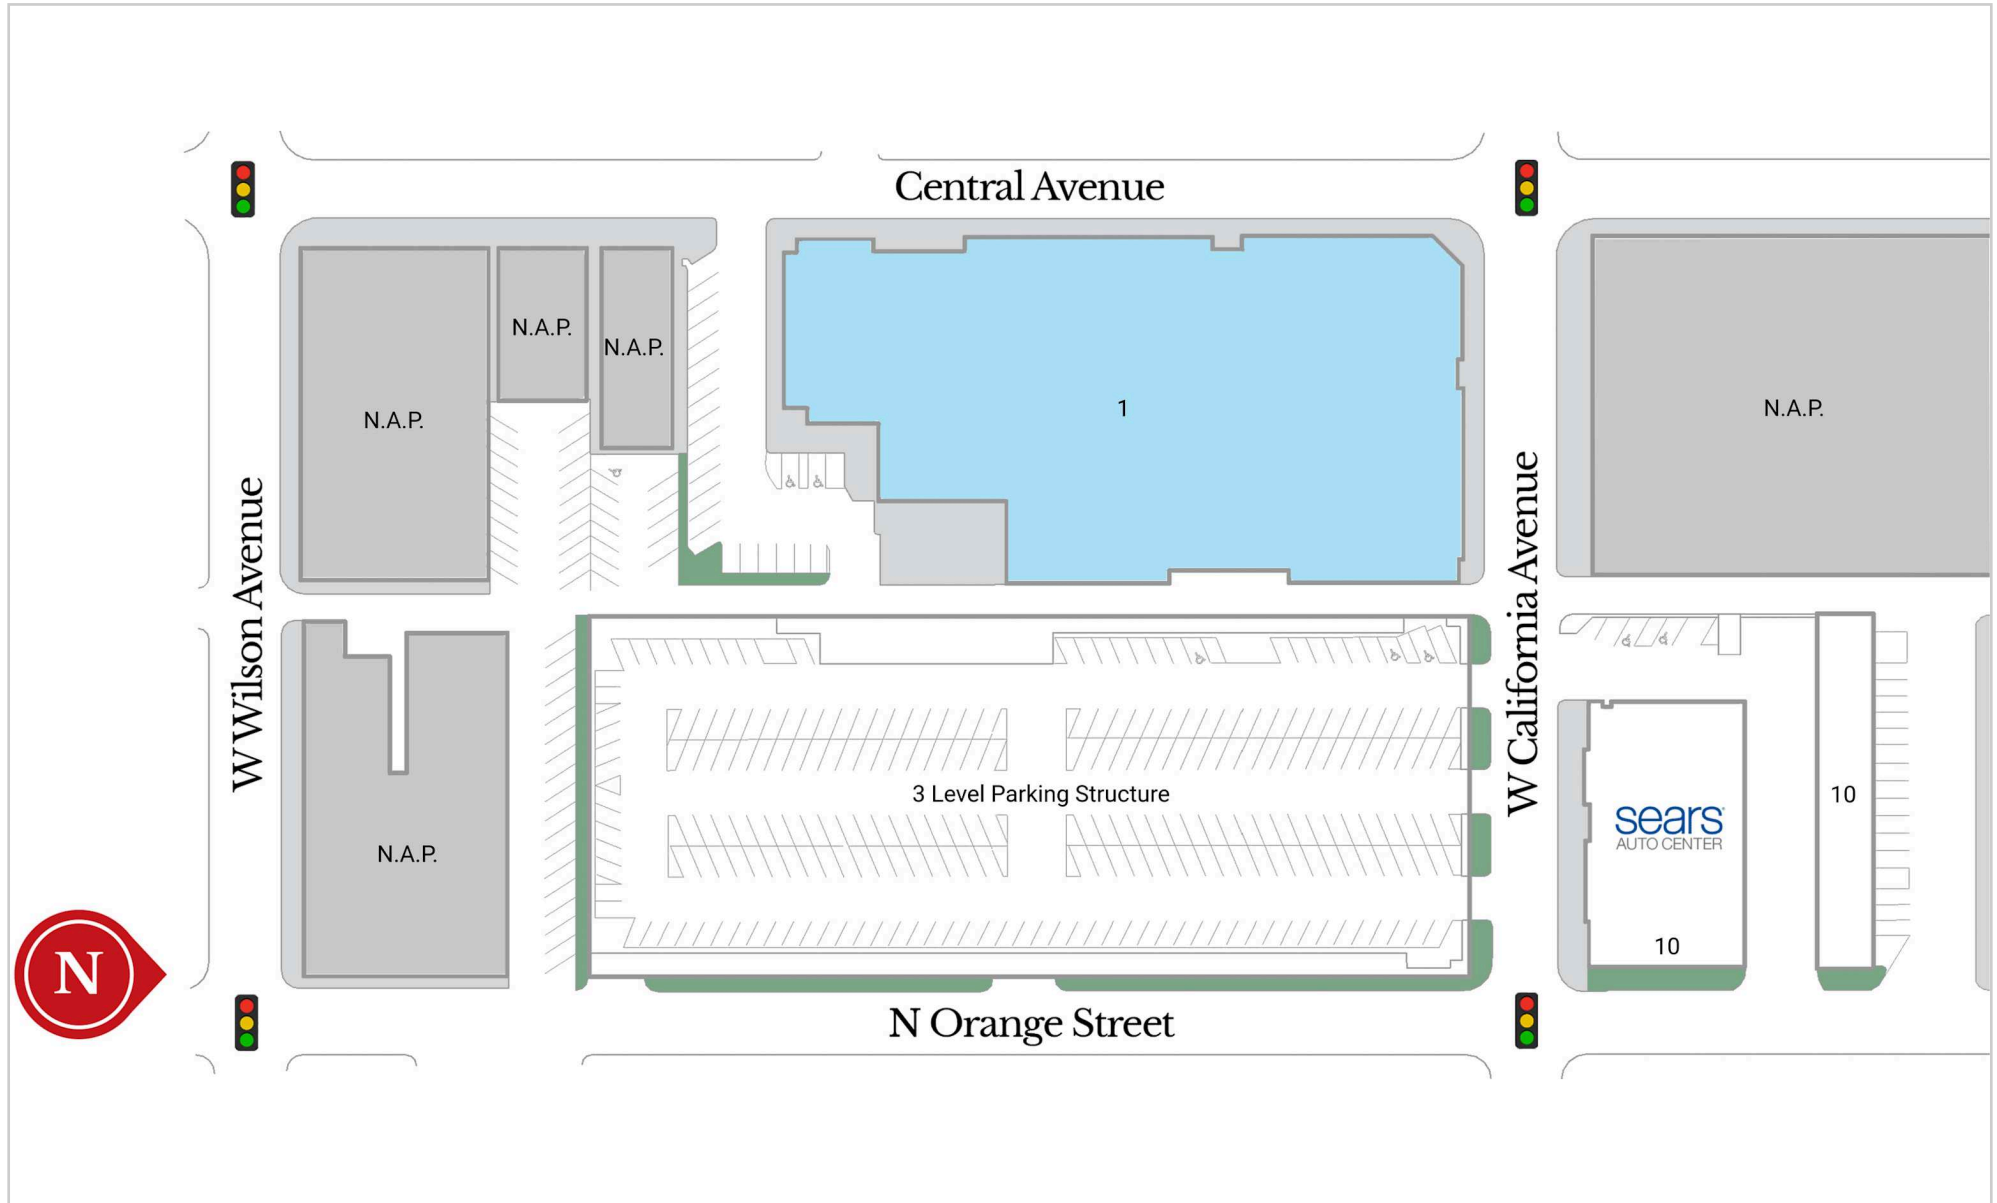 Central Avenue
N.A.P.
N.A.P.
N.A.P.
1
N.A.P.
W Wilson Avenue
W California Avenue
3 Level Parking Structure
N.A.P.
sears
AUTO CENTER
10
10
N
N Orange Street